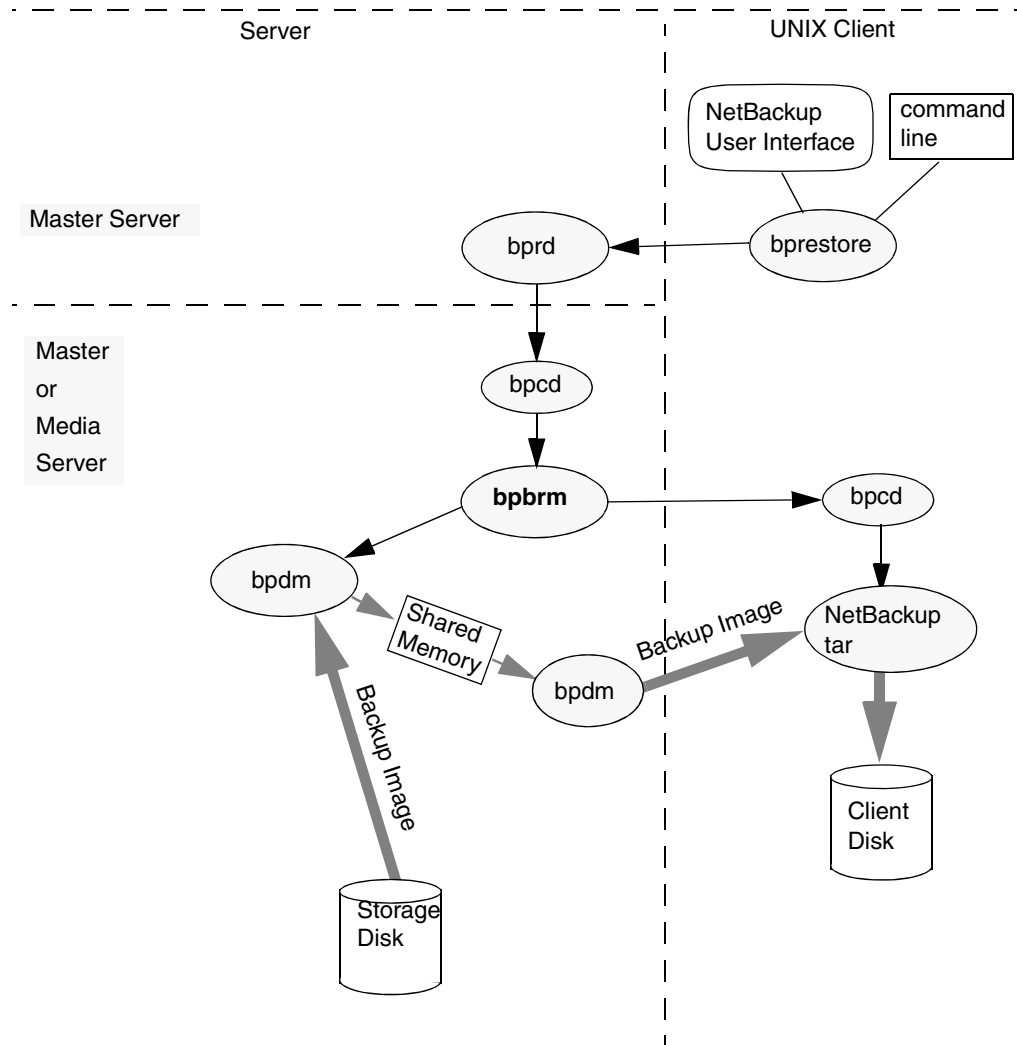 Server
UNIX Client
NetBackup
User Interface
command
line
Master Server
bprd
bprestore
Master
or
Media
Server
bpcd
bpbrm
bpcd
bpdm
Shared
Memory
Backup Image
NetBackup
tar
bpdm
Backup Image
Client
Disk
Storage
Disk